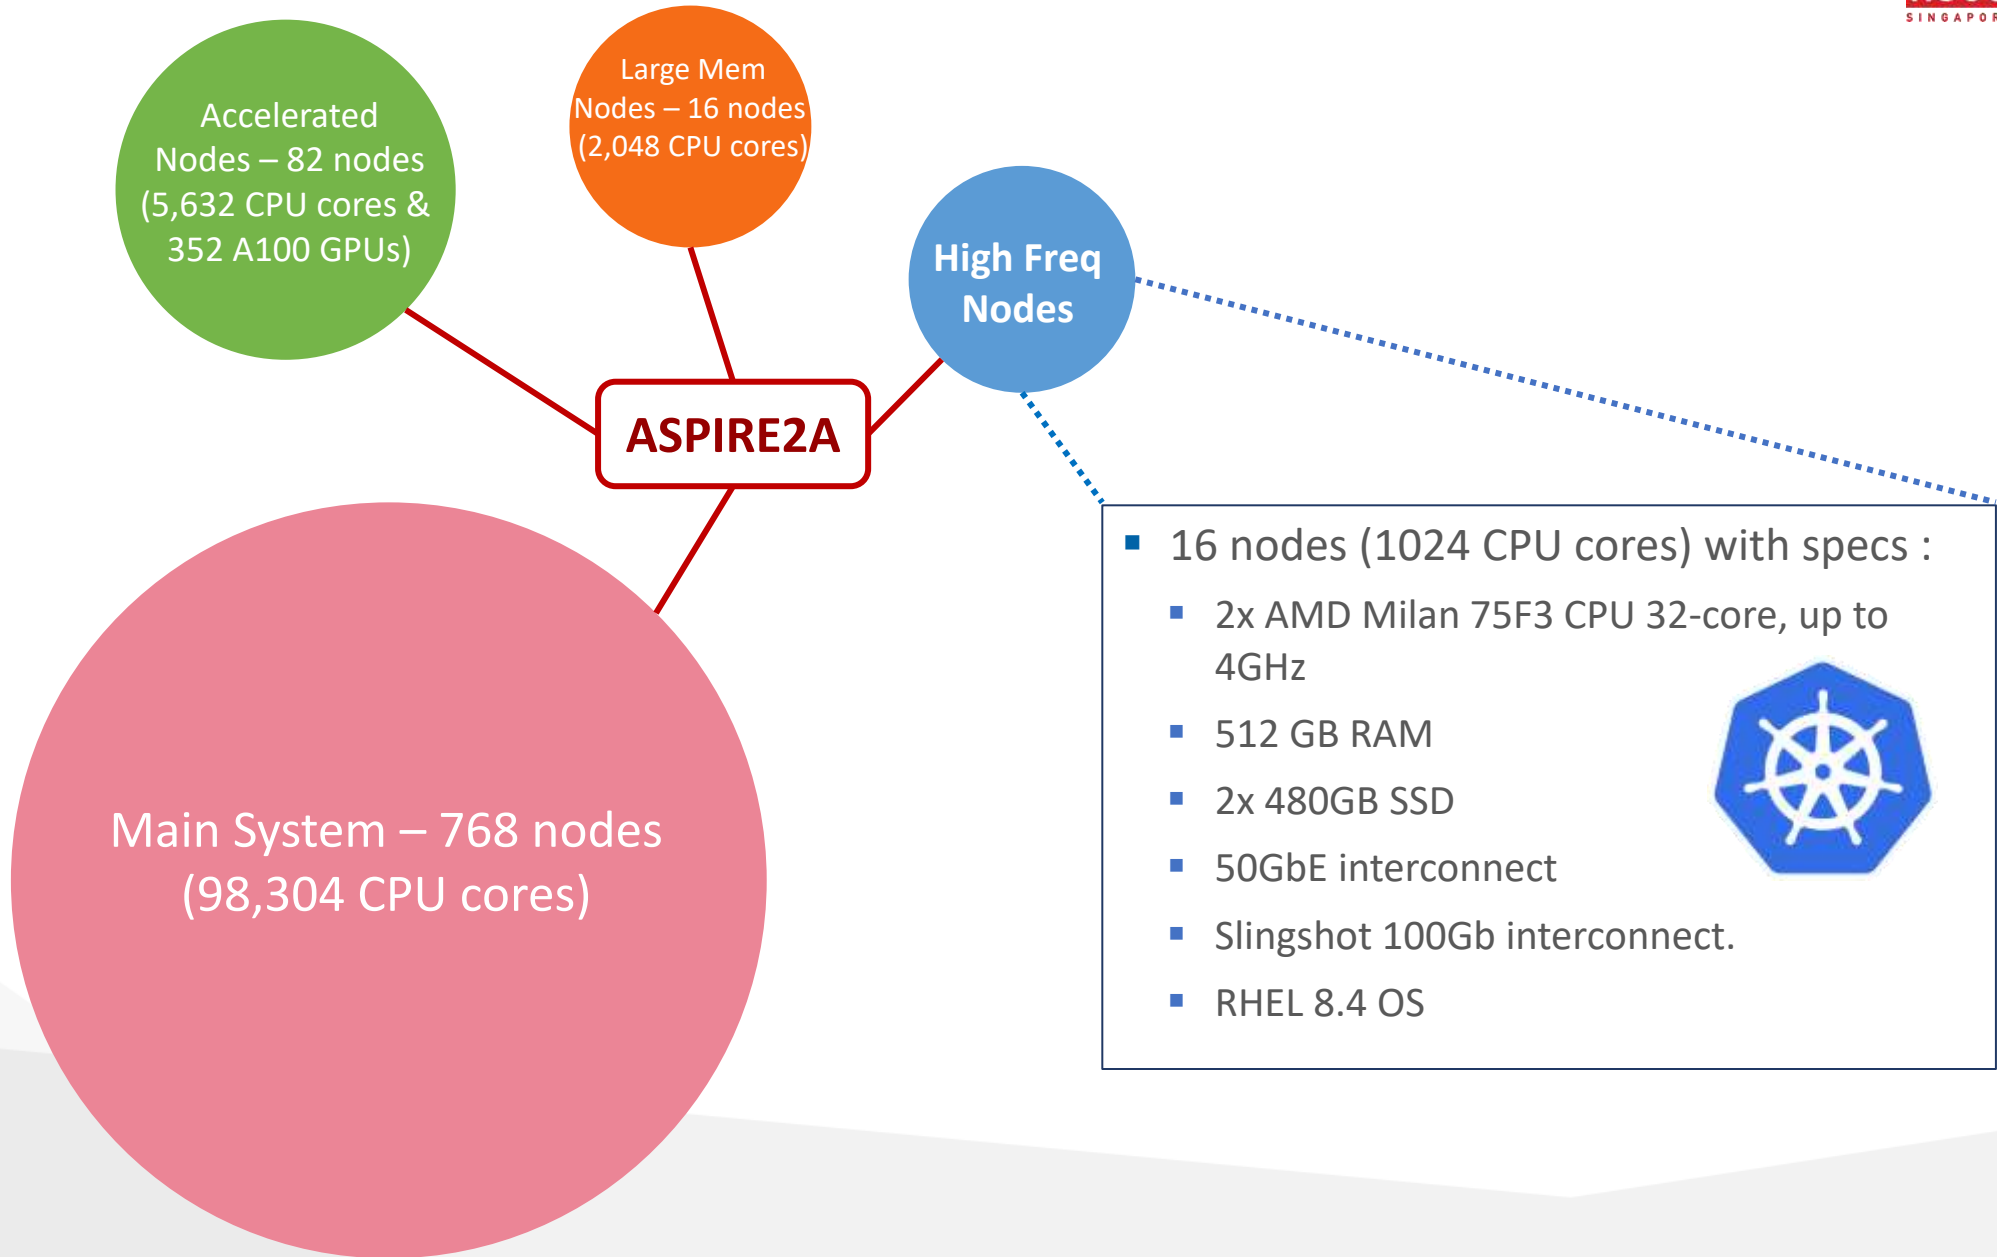 SINGAPOR
Accelerated
Nodes – 82 nodes
(5,632 CPU cores &
352 A100 GPUs)
Large Mem
Nodes – 16 nodes
(2,048 CPU cores)
High Freq
Nodes
ASPIRE2A
Main System – 768 nodes
(98,304 CPU cores)
16 nodes (1024 CPU cores) with specs :
2x AMD Milan 75F3 CPU 32-core, up to
4GHz
512 GB RAM
2x 480GB SSD
50GbE interconnect
Slingshot 100Gb interconnect.
RHEL 8.4 OS